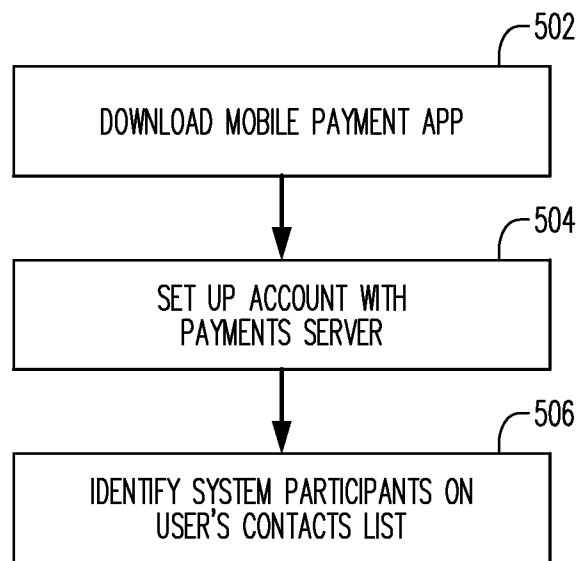 502
DOWNLOAD MOBILE PAYMENT APP
504
SET UP ACCOUNT WITH
PAYMENTS SERVER
506
IDENTIFY SYSTEM PARTICIPANTS ON
USER'S CONTACTS LIST